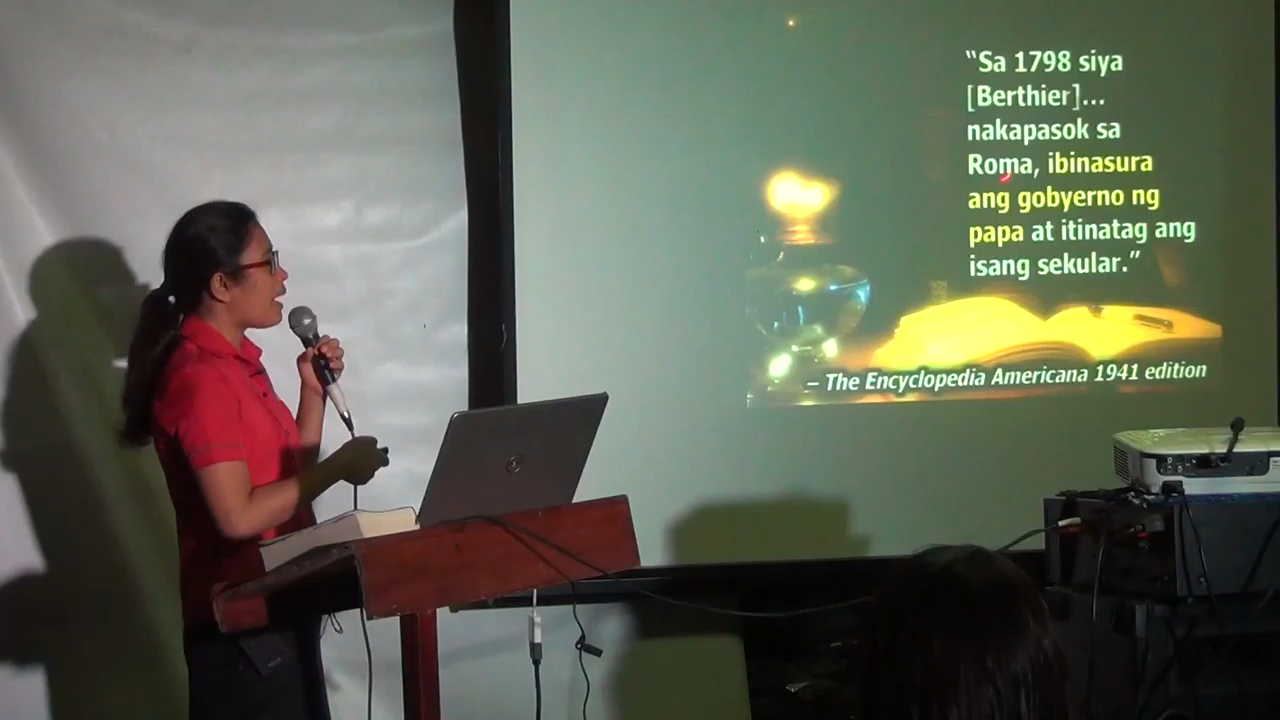 “Sa 1798 siya
[Berthier]...
nakapasok sa
Roma, ibinasura
ang gobyerno ng
papa at itinatag ang
isang sekular.”
– The Encyclopedia Americana 1941 edition